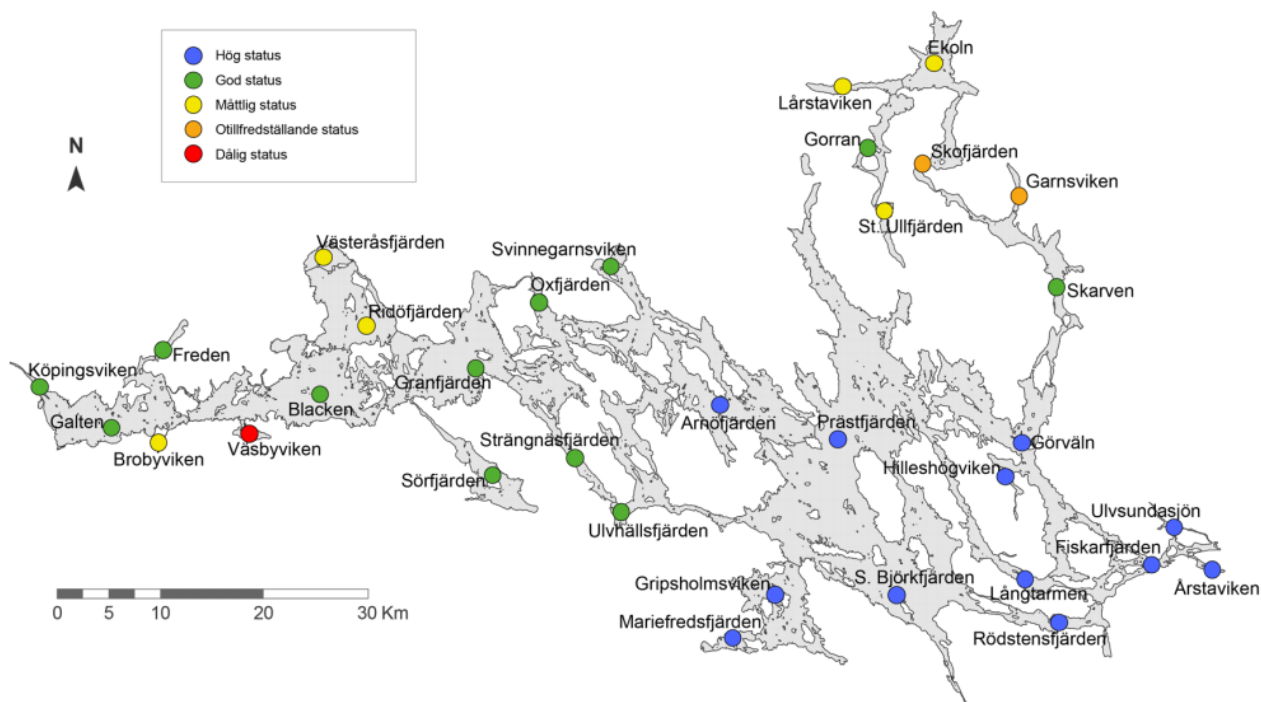 Hög status
God status
Måttlig status
Otillfredställande status
Dålig status
N
Ekoln
Lårstaviken
Gorran
Skofjärden
Garnsviken
St. Ullfjärden
Västeråsfjärden
Svinnegarnsviken
Oxfjärden
Skarven
Ridöfjärden
Freden
Köpingsviken
Granfjärden
Blacken
Galten
Arnöfjärden
Prästfjärden
Görväln
Brobyviken
Väsbyviken
Strängnäsfjärden
Hilleshögviken
Sörfjärden
Ulvhällsfjärden
Ulvsundasjön
Fiskarfjärden
Gripsholmsviken
S. Björkfjärden
Långtarmen
Årstaviken
Mariefredsfjärden
Rödstensfjärden
0 5 10 20 30 Km